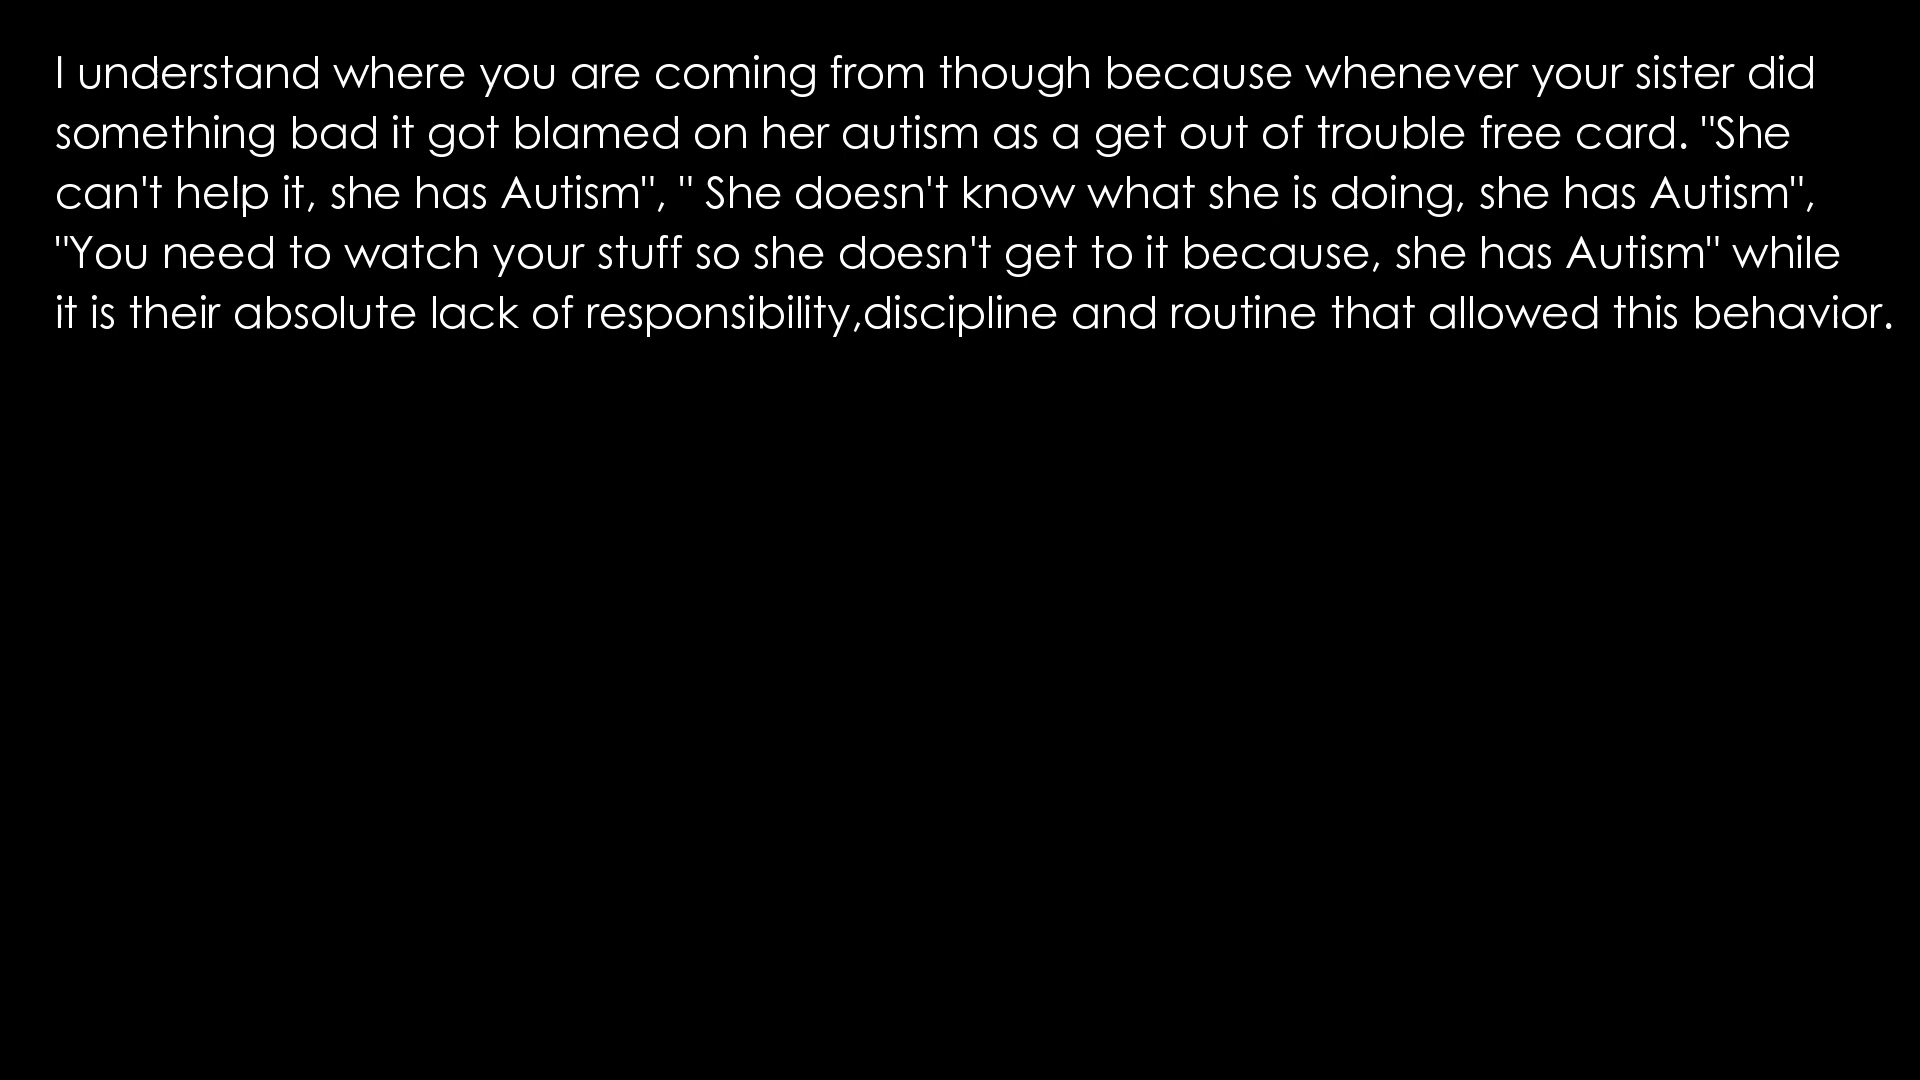 I understand where you are coming from though because whenever your sister did
something bad it got blamed on her autism as a get out of trouble free card. "She
can't help it, she has Autism", " She doesn't know what she is doing, she has Autism",
"You need to watch your stuff so she doesn't get to it because, she has Autism" while
it is their absolute lack of responsibility,discipline and routine that allowed this behavior.